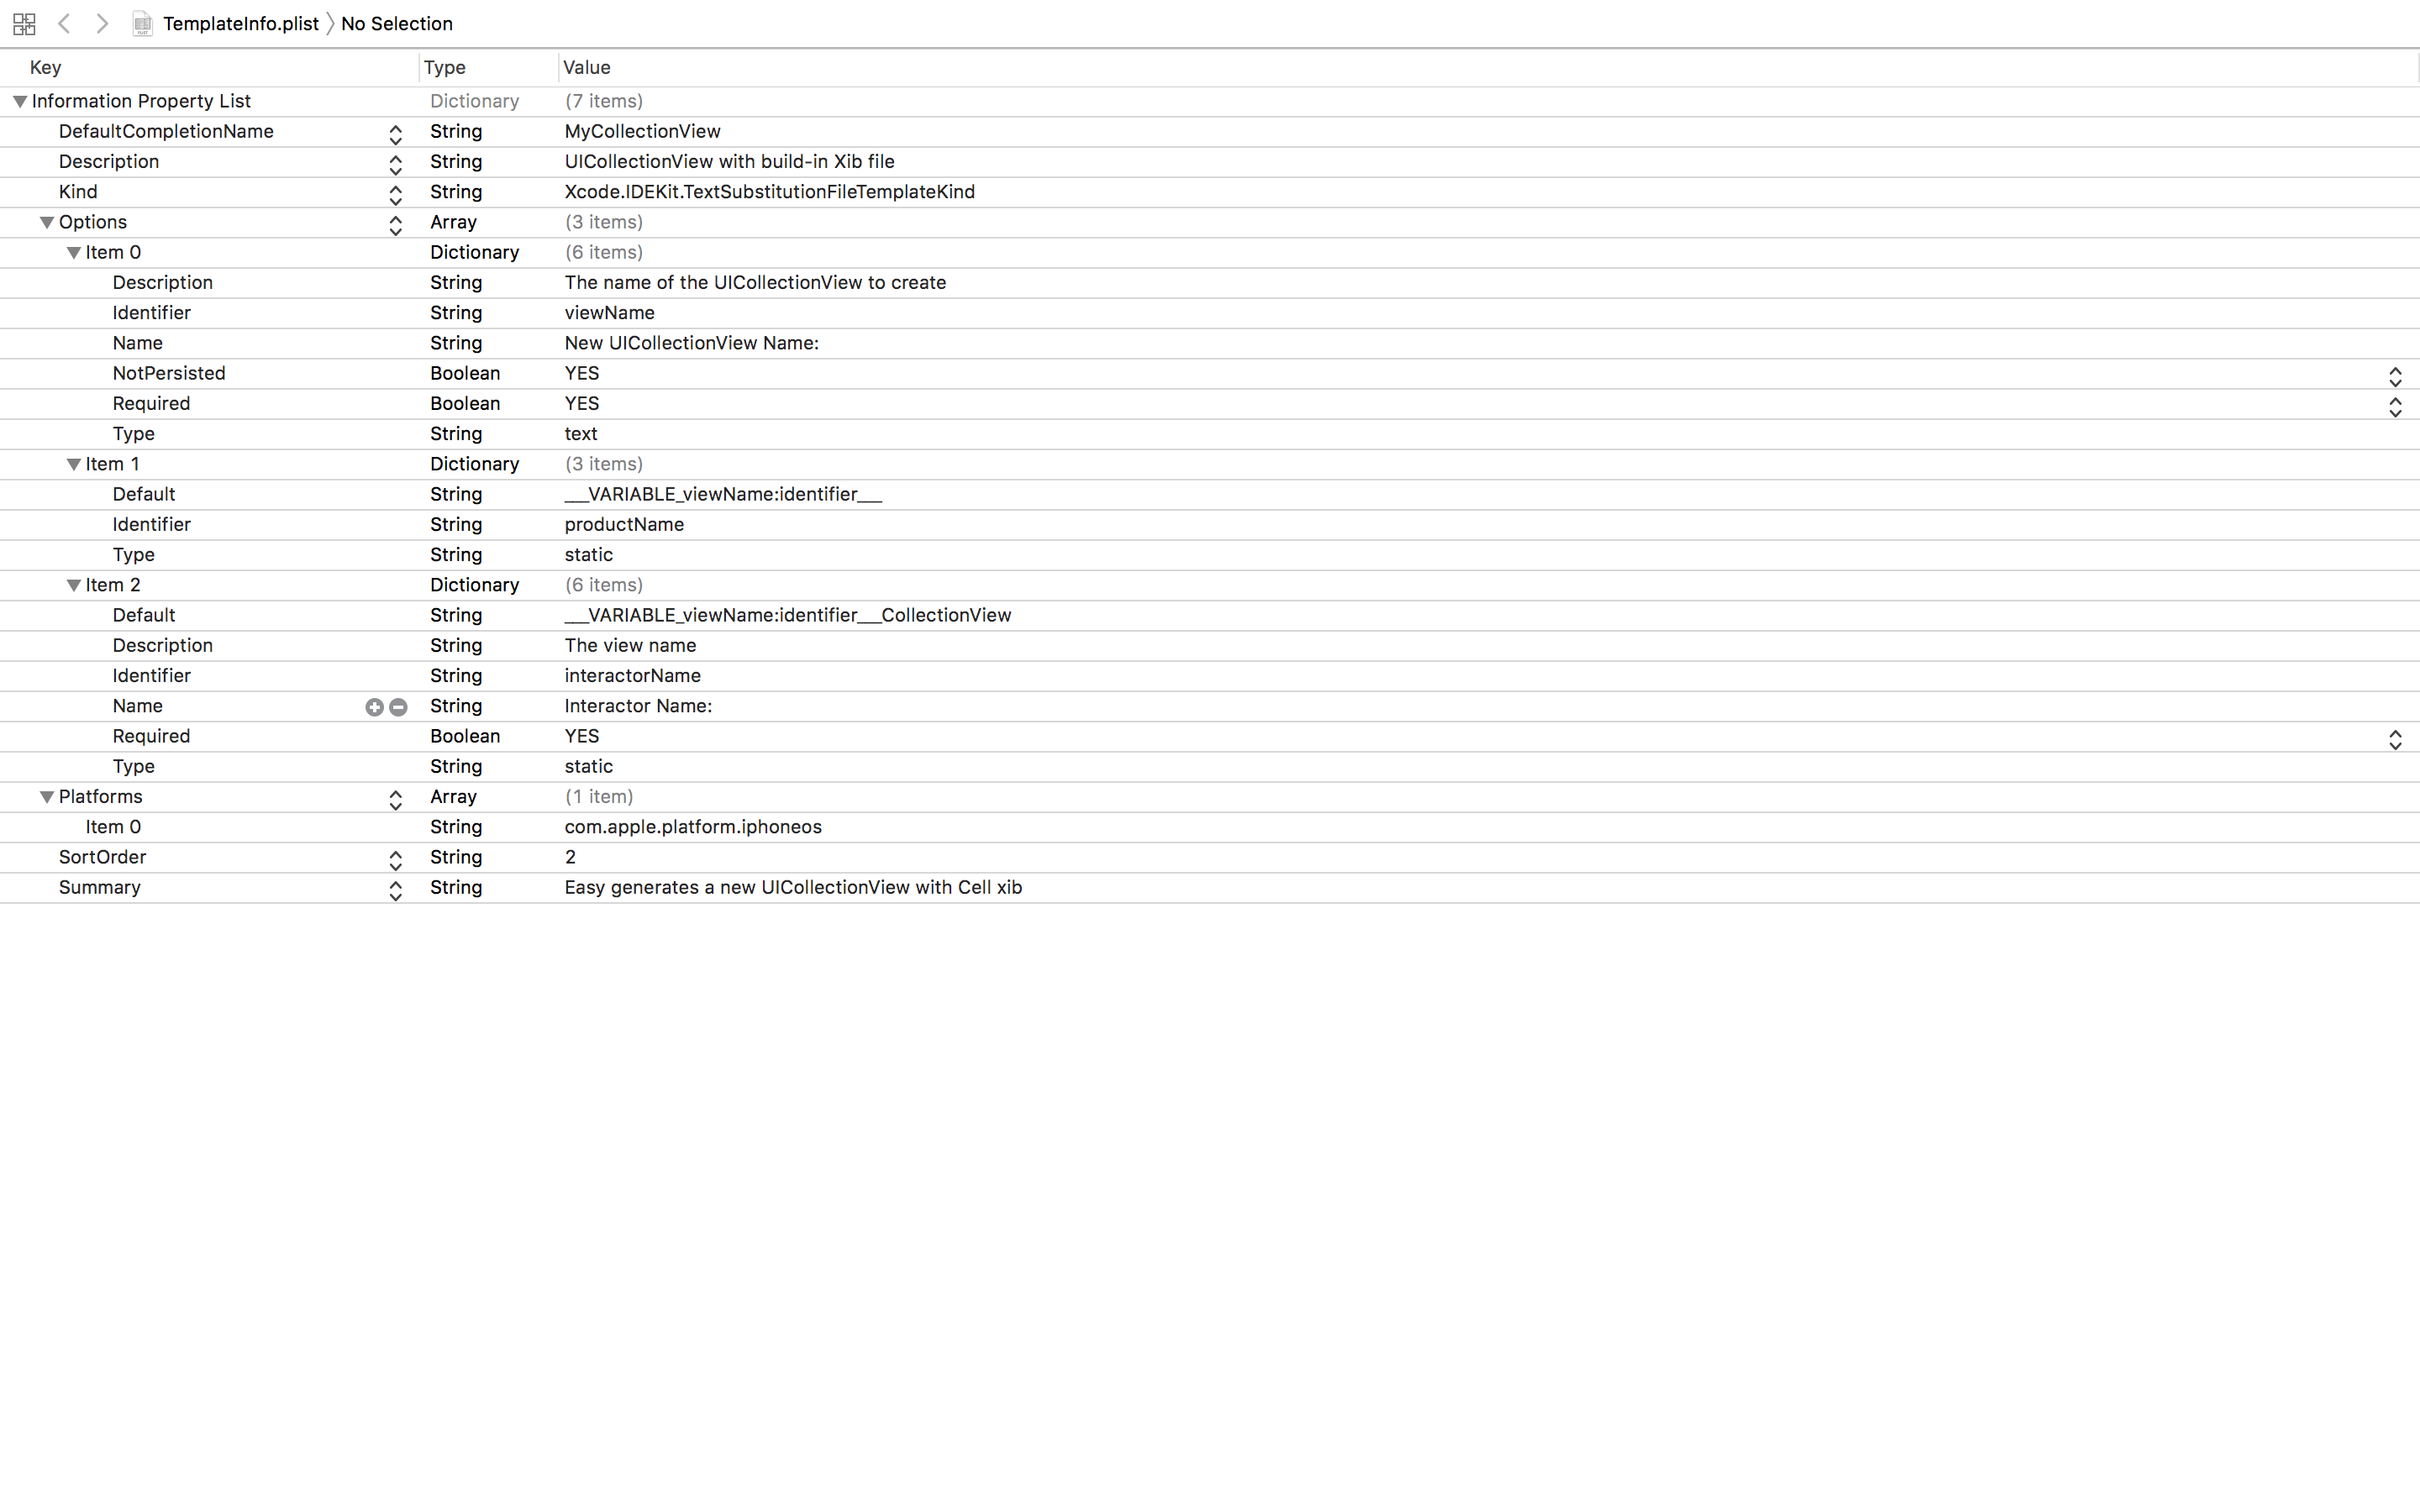 TemplateInfo.plist 〉 No Selection
Key Type Value
Information Property List Dictionary (7 items)
DefaultCompletionName String MyCollectionView
Description String UICollectionView with build-in Xib file
Kind String Xcode.IDEKit.TextSubstitutionFileTemplateKind
Options Array (3 items)
Item 0 Dictionary (6 items)
Description String The name of the UICollectionView to create
Identifier String viewName
Name String New UICollectionView Name:
NotPersisted Boolean YES
Required Boolean YES
Type String text
Item 1 Dictionary (3 items)
Default String ___VARIABLE_viewName:identifier___
Identifier String productName
Type String static
Item 2 Dictionary (6 items)
Default String ___VARIABLE_viewName:identifier___CollectionView
Description String The view name
Identifier String interactorName
Name String Interactor Name:
Required Boolean YES
Type String static
Platforms Array (1 item)
Item 0 String com.apple.platform.iphoneos
SortOrder String 2
Summary String Easy generates a new UICollectionView with Cell xib